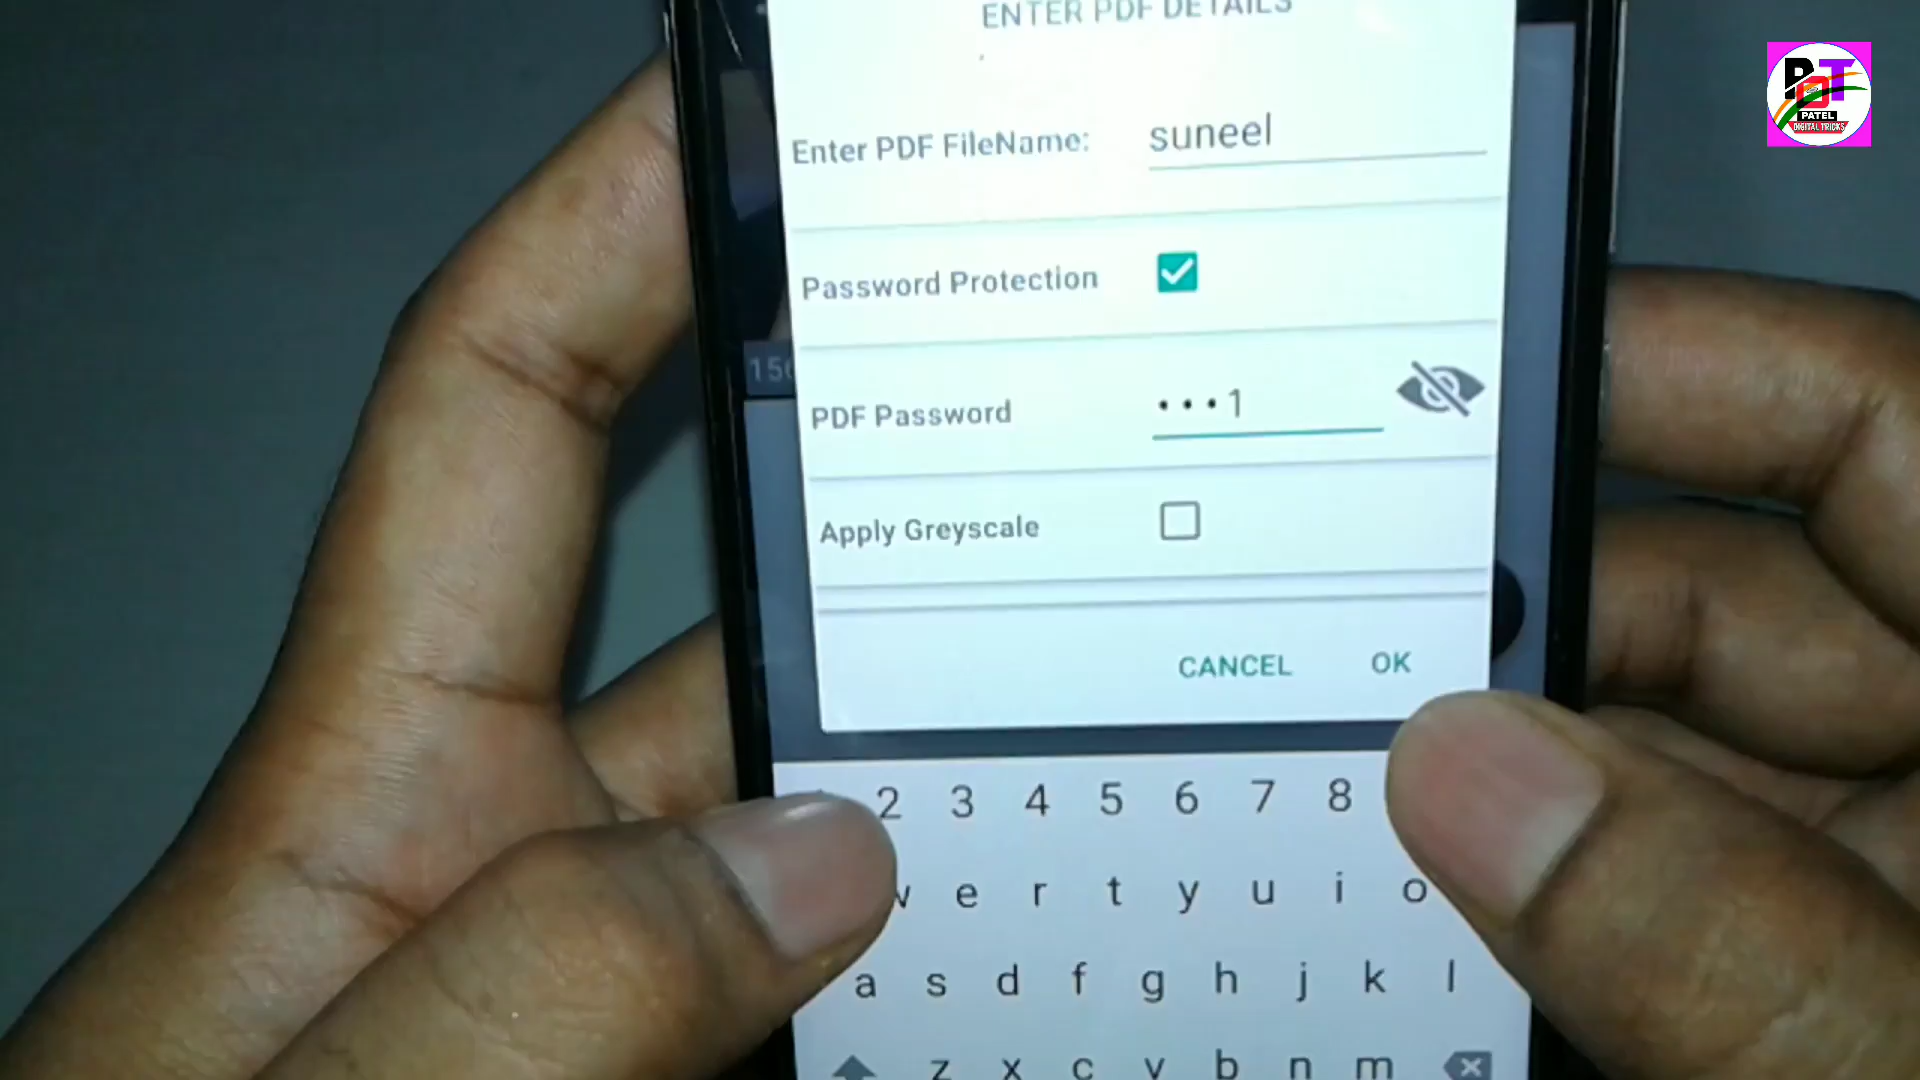 ENTER PDF DETAILS
Enter PDF FileName: suneel
Password Protection
PDF Password •••1
Apply Greyscale
CANCEL OK
2 3 4 5 6 7 8
e r t y u i o
a s d f g h j k l
z x c v b n m
PDT
PATEL
DIGITAL TRICKS